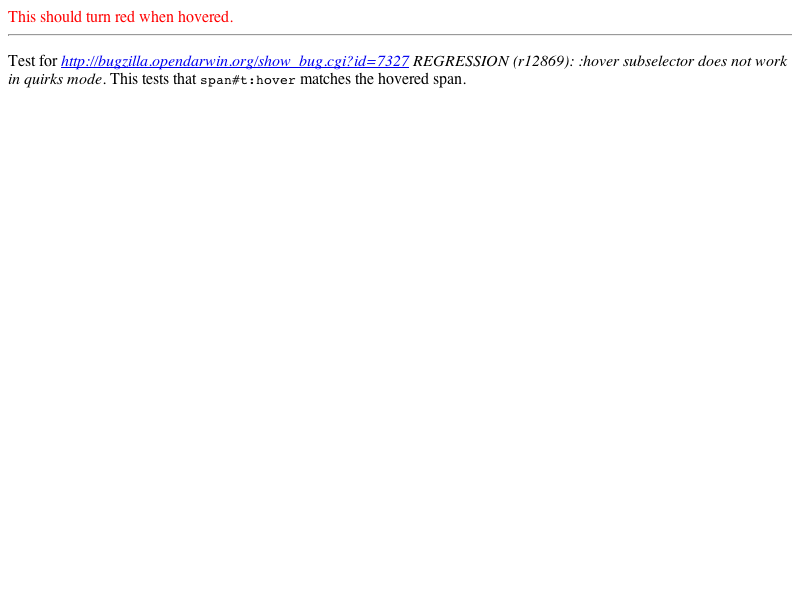 This should turn red when hovered.
Test for http://bugzilla.opendarwin.org/show_bug.cgi?id=7327 REGRESSION (r12869): :hover subselector does not work
in quirks mode. This tests that span#t:hover matches the hovered span.